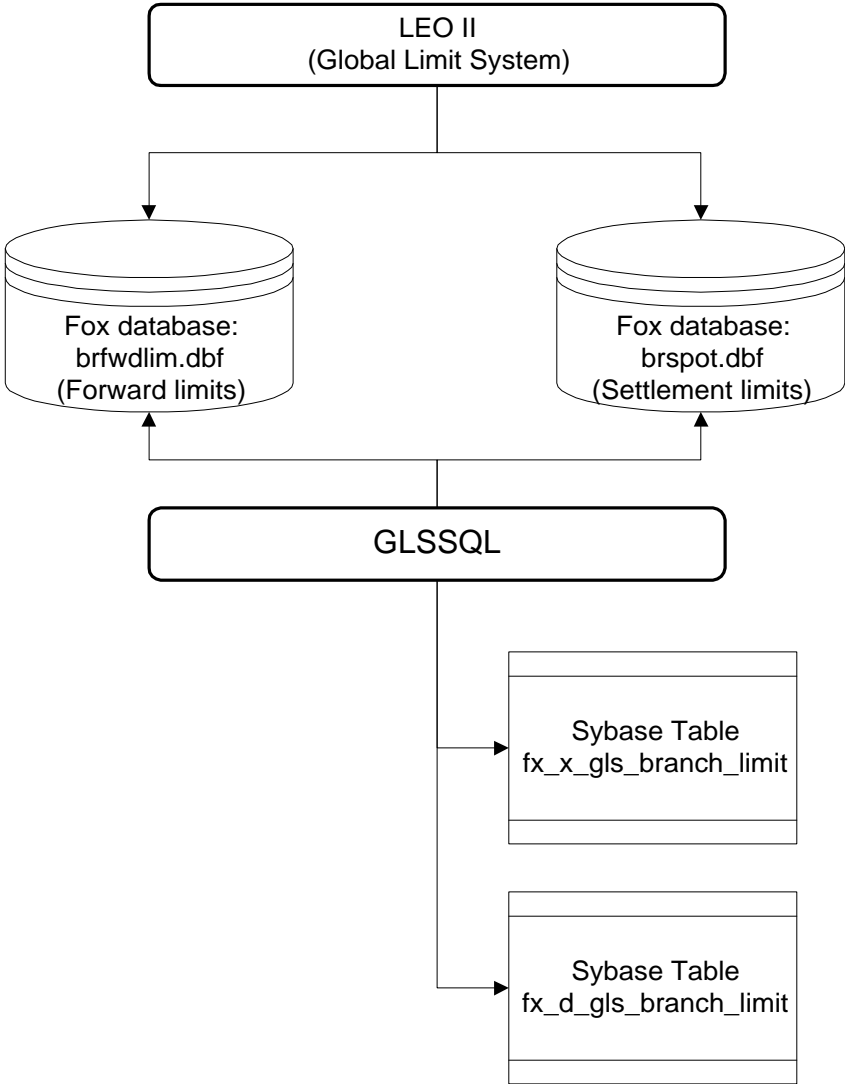 LEO II
(Global Limit System)
Fox database:
brfwdlim.dbf
(Forward limits)
Fox database:
brspot.dbf
(Settlement limits)
GLSSQL
Sybase Table
fx_x_gls_branch_limit
Sybase Table
fx_d_gls_branch_limit